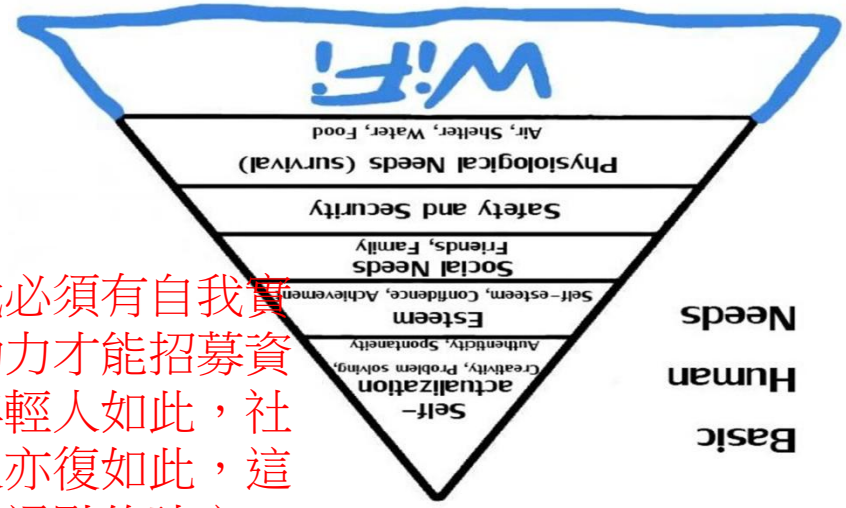 Basic
Human
Needs
Self-
actualization
Creativity, Problem solving,
Authenticity, Spontaneity
Esteem
Self-esteem, Confidence, Achievement
Social Needs
Friends, Family
Safety and Security
Physiological Needs (survival)
Air, Shelter, Water, Food
WiFi
必須有自我實
力才能招募資
輕人如此，社
亦復如此，這